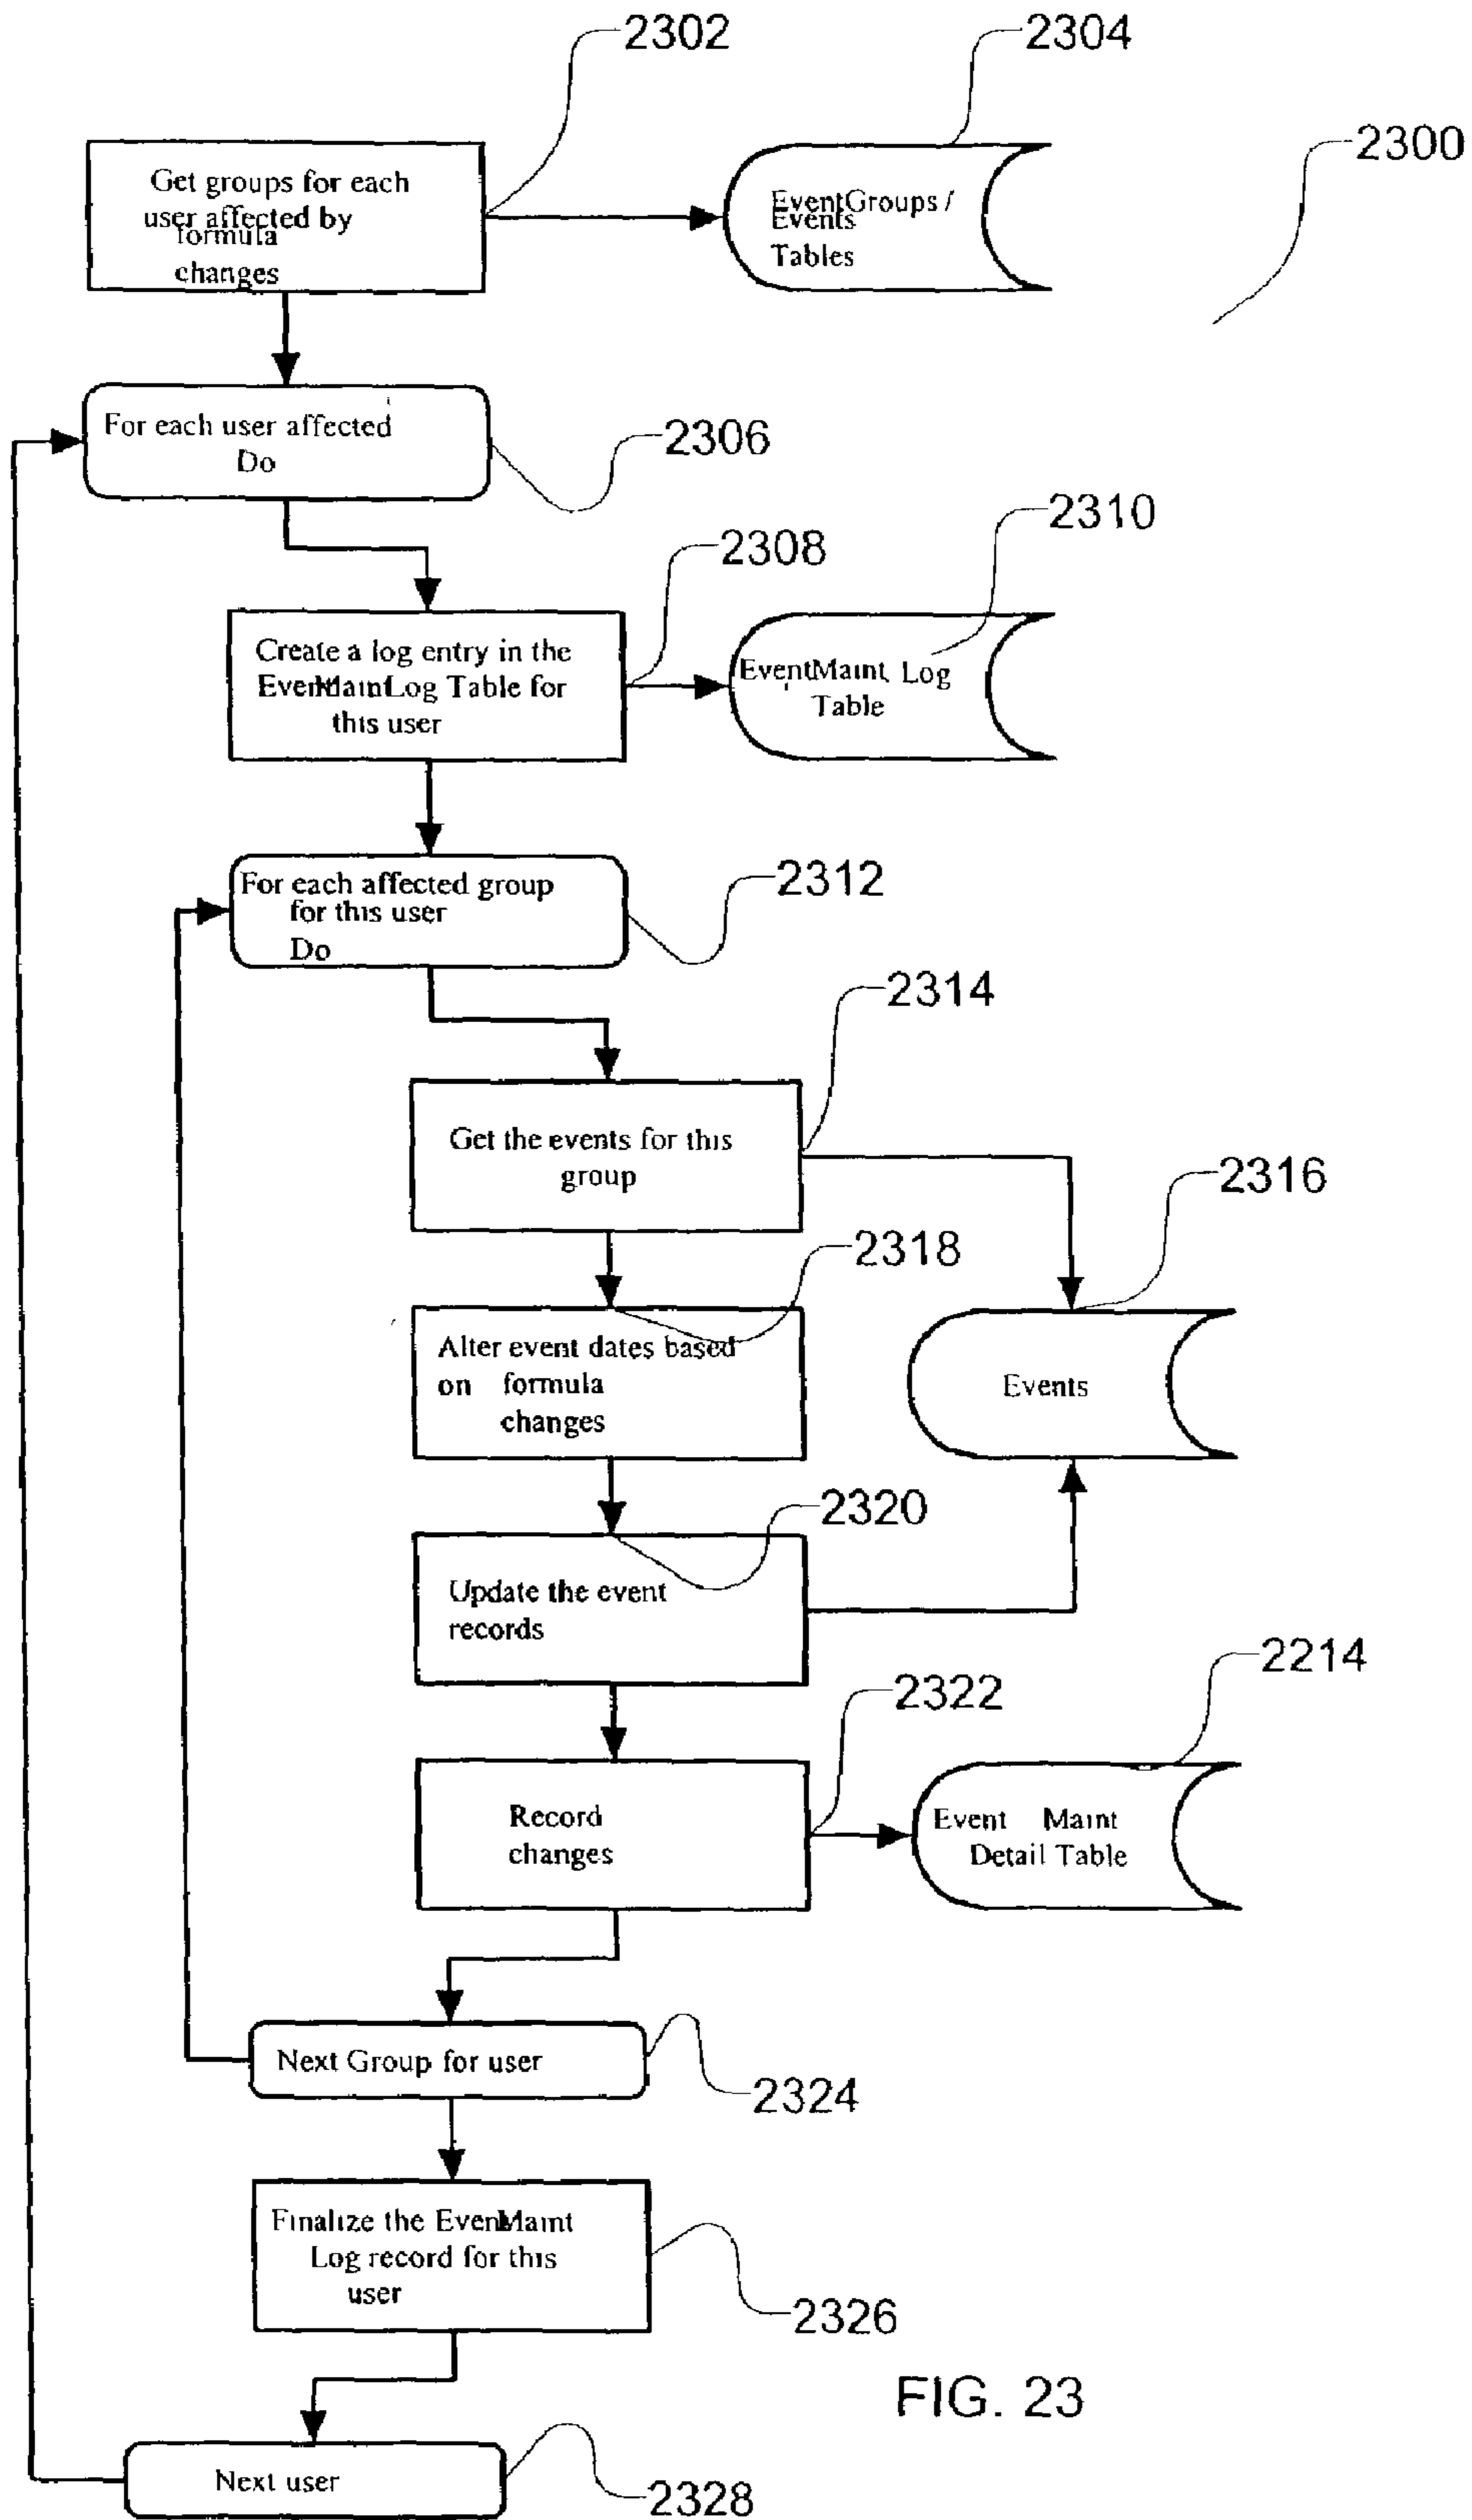 2302
2304
2300
Get groups for each
user affected by
formula
changes
EventGroups /
Events
Tables
For each user affected
Do
2306
2308
2310
Create a log entry in the
EventMaintLog Table for
this user
EventMaint Log
Table
For each affected group
for this user
Do
2312
2314
Get the events for this
group
2316
2318
Alter event dates based
on formula
changes
Events
2320
Update the event
records
2214
2322
Record
changes
Event Maint
Detail Table
Next Group for user
2324
Finalize the EventMaint
Log record for this
user
2326
FIG. 23
Next user
2328